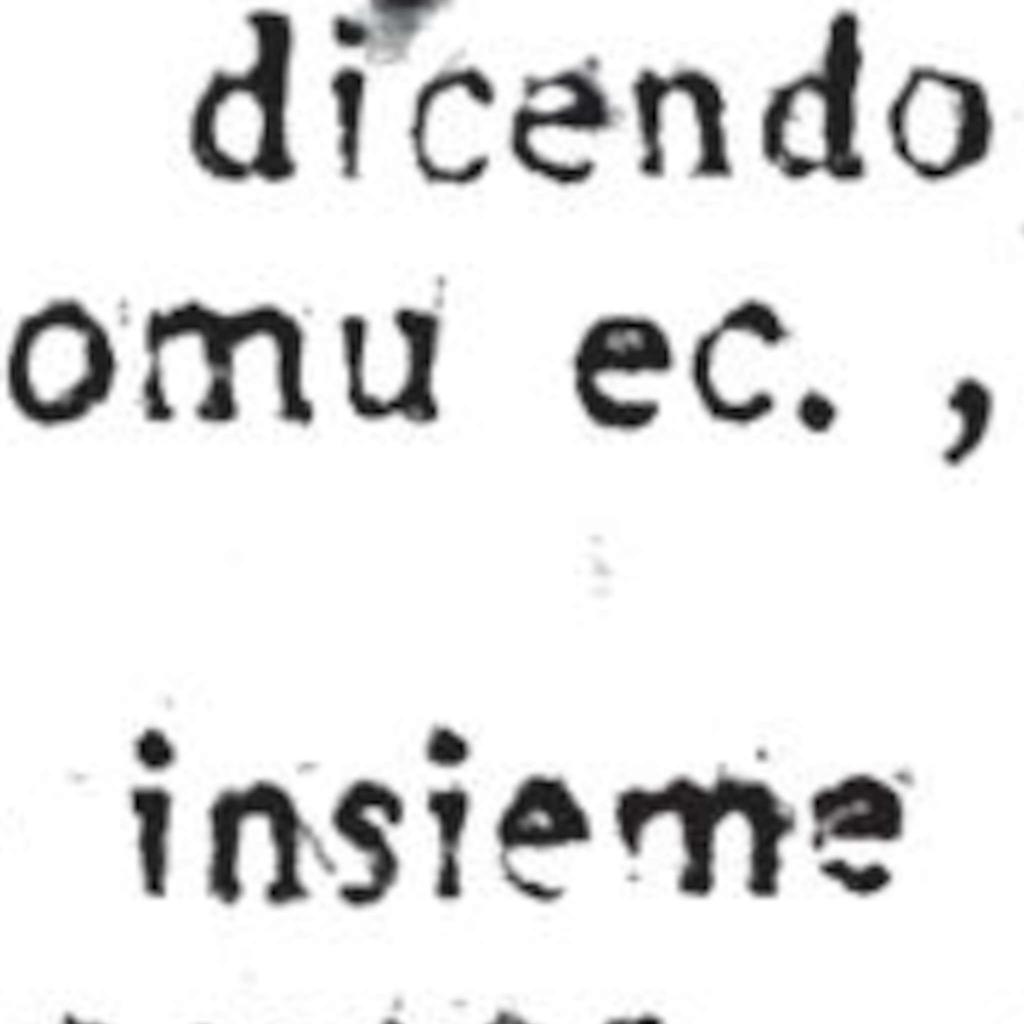 dicendo
omu ec. ,
insieme